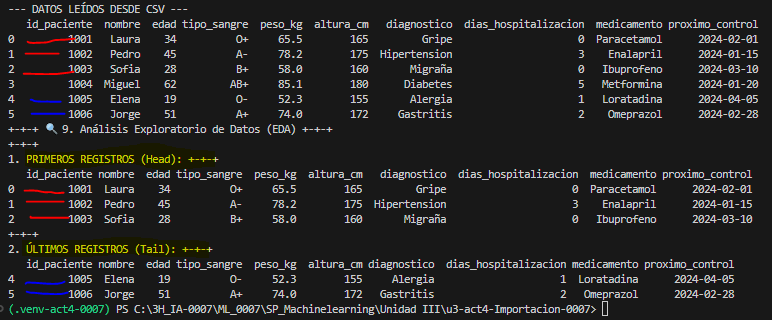 --- DATOS LEÍDOS DESDE CSV ---
id_paciente nombre edad tipo_sangre peso_kg altura_cm diagnostico dias_hospitalizacion medicamento proximo_control
0 1001 Laura 34 O+ 65.5 165 Gripe 0 Paracetamol 2024-02-01
1 1002 Pedro 45 A- 78.2 175 Hipertension 3 Enalapril 2024-01-15
2 1003 Sofia 28 B+ 58.0 160 Migraña 0 Ibuprofeno 2024-03-10
3 1004 Miguel 62 AB+ 85.1 180 Diabetes 5 Metformina 2024-01-20
4 1005 Elena 19 O- 52.3 155 Alergia 1 Loratadina 2024-04-05
5 1006 Jorge 51 A+ 74.0 172 Gastritis 2 Omeprazol 2024-02-28
+-+-+ 🔍 9. Análisis Exploratorio de Datos (EDA) +-+-+
+-+-+
1. PRIMEROS REGISTROS (Head): +-+-+
id_paciente nombre edad tipo_sangre peso_kg altura_cm diagnostico dias_hospitalizacion medicamento proximo_control
0 1001 Laura 34 O+ 65.5 165 Gripe 0 Paracetamol 2024-02-01
1 1002 Pedro 45 A- 78.2 175 Hipertension 3 Enalapril 2024-01-15
2 1003 Sofia 28 B+ 58.0 160 Migraña 0 Ibuprofeno 2024-03-10
+-+-+
2. ÚLTIMOS REGISTROS (Tail): +-+-+
id_paciente nombre edad tipo_sangre peso_kg altura_cm diagnostico dias_hospitalizacion medicamento proximo_control
4 1005 Elena 19 O- 52.3 155 Alergia 1 Loratadina 2024-04-05
5 1006 Jorge 51 A+ 74.0 172 Gastritis 2 Omeprazol 2024-02-28
(.venv-act4-0007) PS C:\3H_IA-0007\ML_0007\SP_Machinelearning\Unidad III\u3-act4-Importacion-0007>